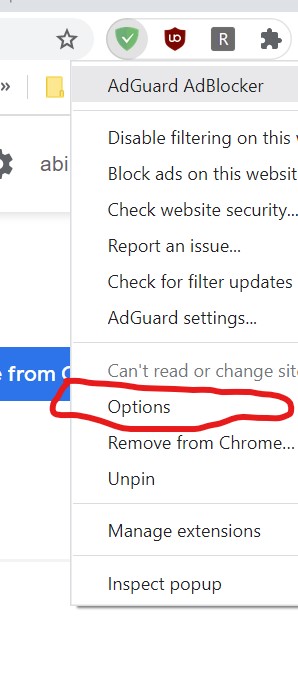 »
UO
R
AdGuard AdBlocker
Disable filtering on this
Block ads on this websit
Check website security...
abi
Report an issue...
Check for filter updates
AdGuard settings...
Can't read or change sit
e from
Options
Remove from Chrome...
Unpin
Manage extensions
Inspect popup